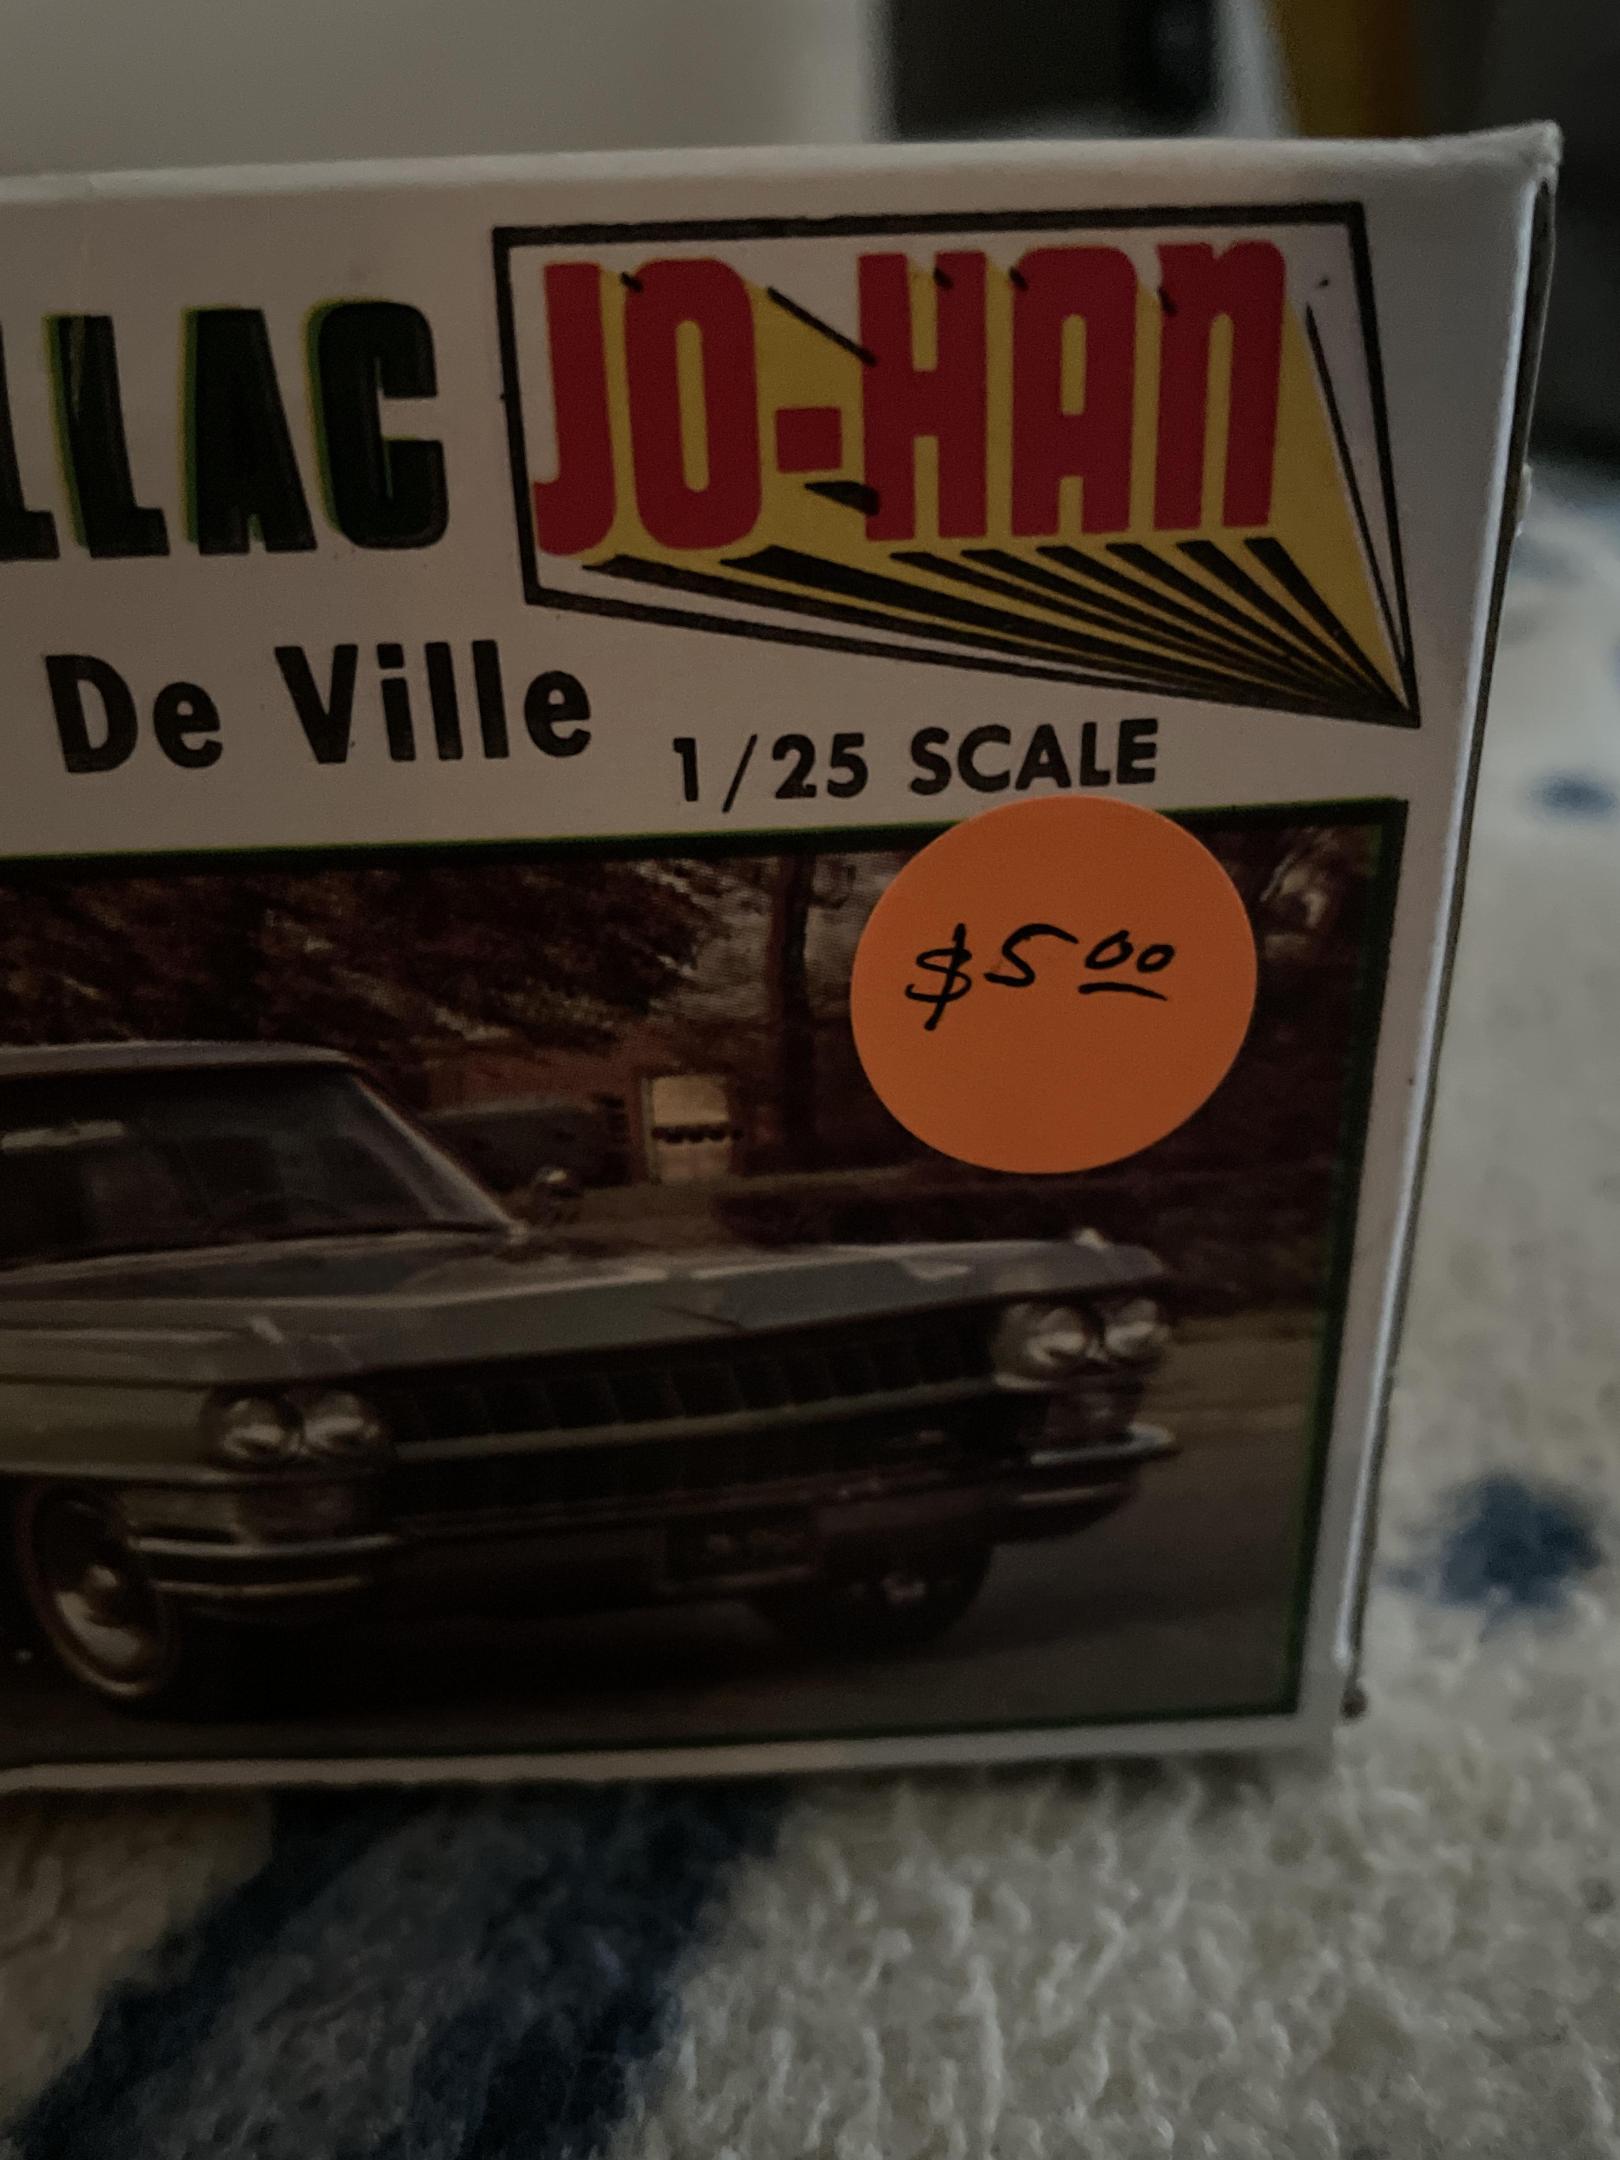 LLAC JO-HAN
De Ville
1/25 SCALE
$5.00